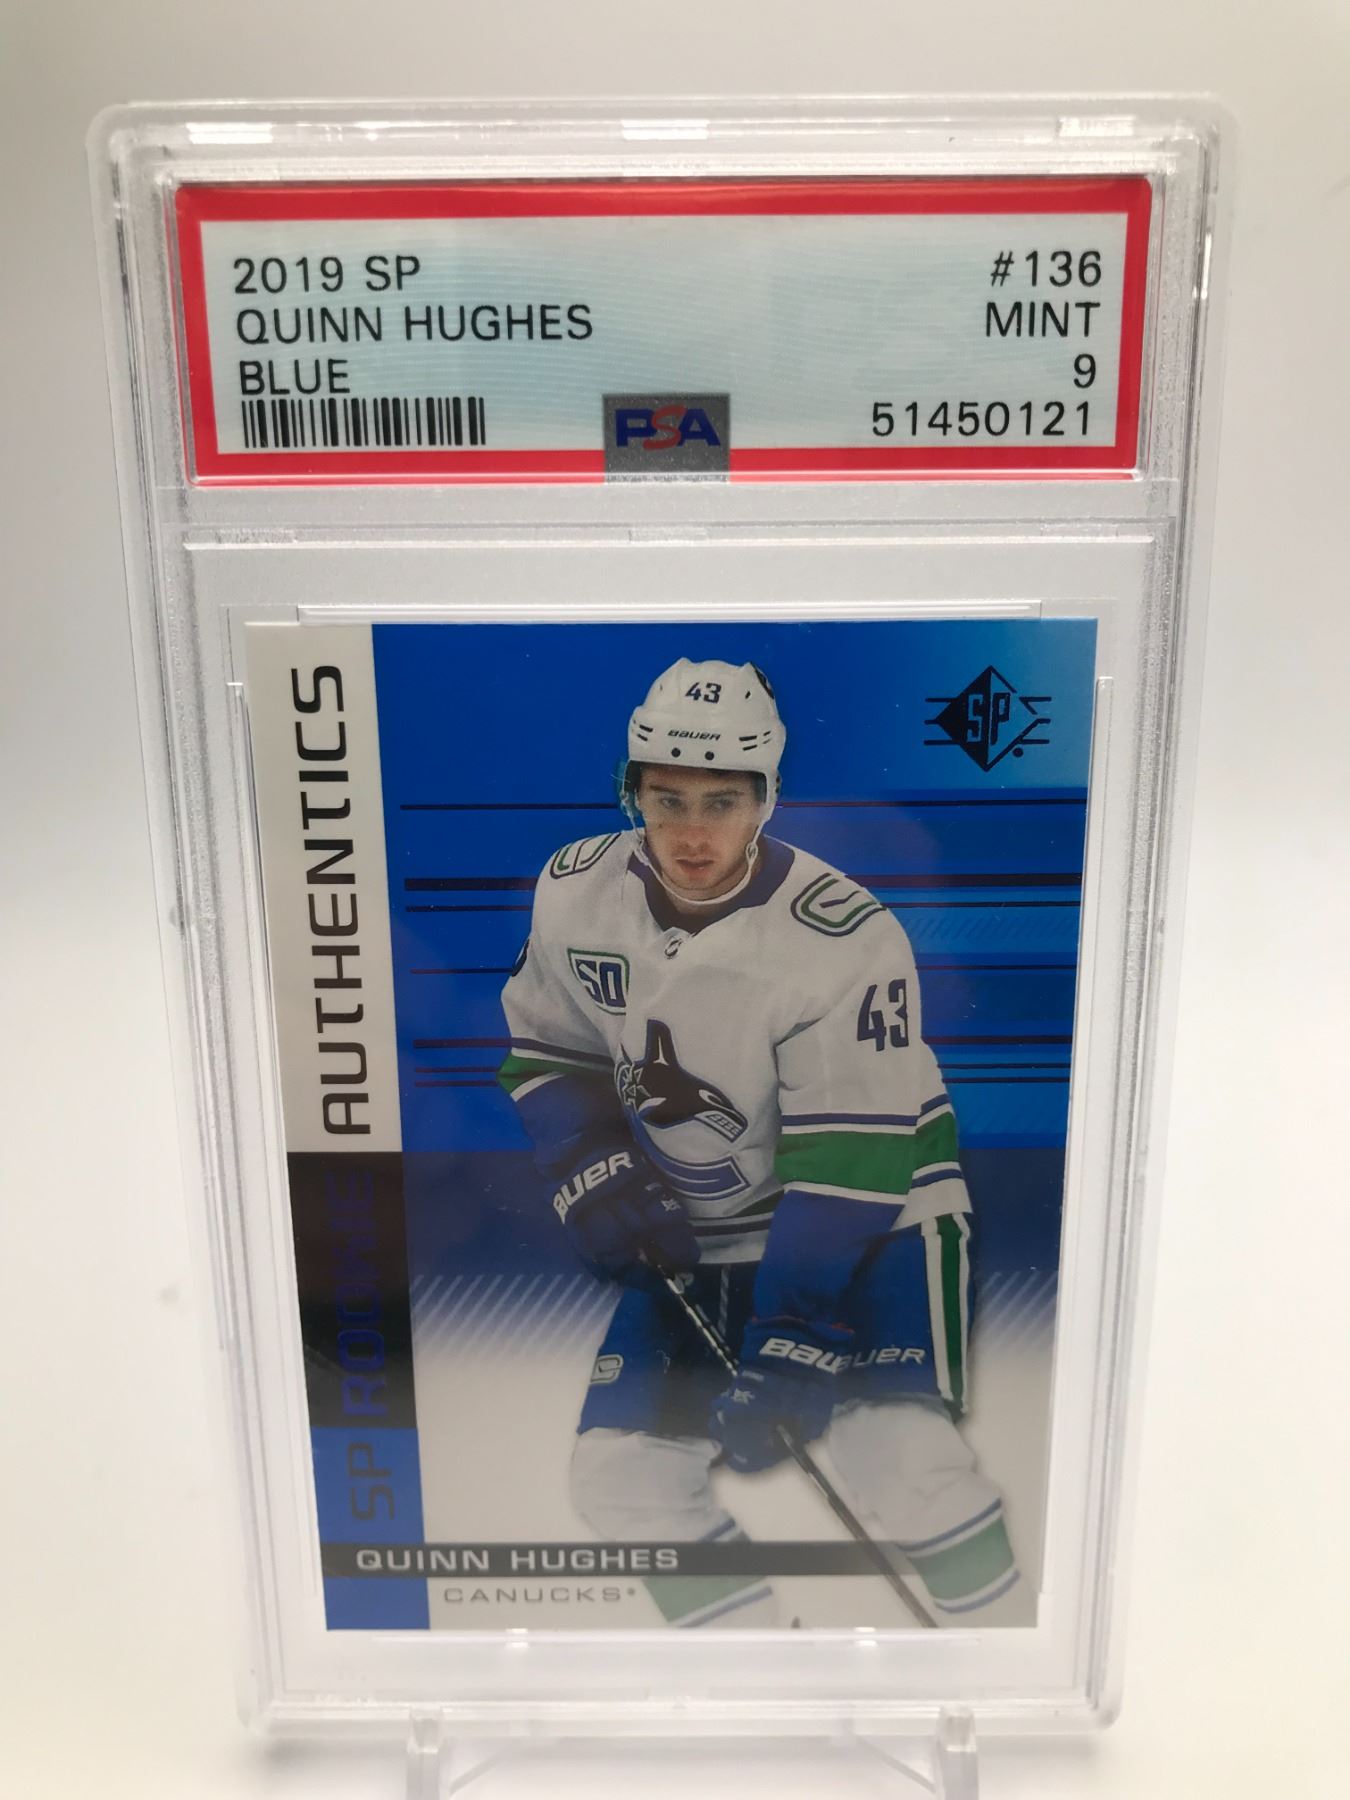 2019 SP #136
QUINN HUGHES MINT
BLUE 9
51450121
PSA
AUTHENTICS
SP ROOKIE
SP
43
BAUER
50
43
BAUER
BAUER
BAUER
QUINN HUGHES
CANUCKS